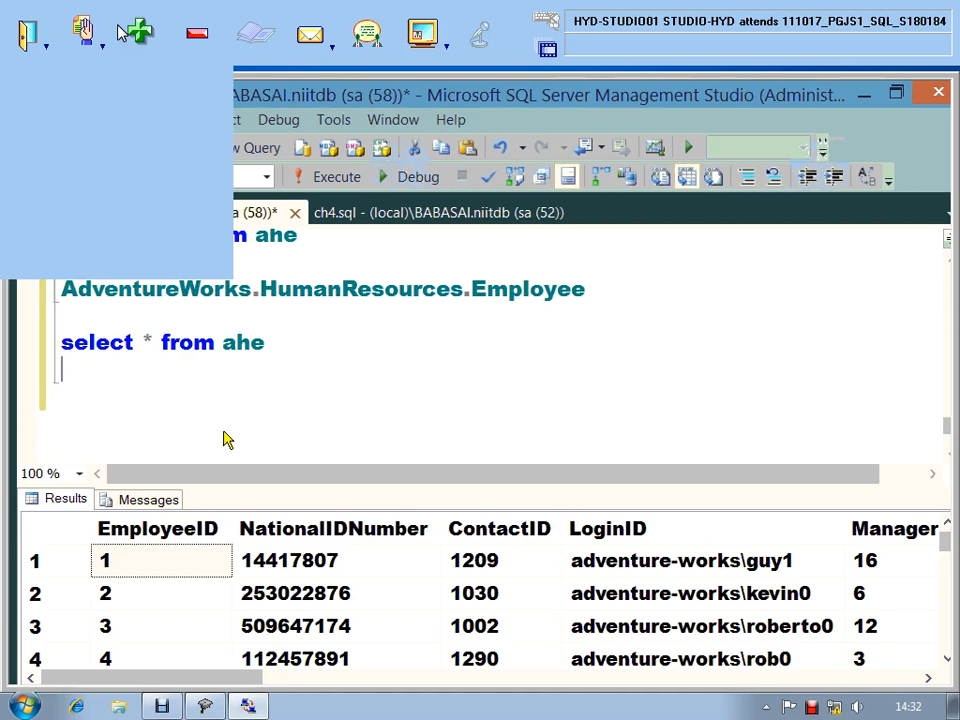 HYD-STUDIO01 STUDIO-HYD attends 111017_PGJS1_SQL_S180184
ABASAI.niitdb (sa (58))* - Microsoft SQL Server Management Studio (Administ...
Debug Tools Window Help
Query
Execute Debug
(58))* ch4.sql - (local)\BABASAI.niitdb (sa (52))
ahe
AdventureWorks.HumanResources.Employee
select * from ahe
100 %
Results Messages
EmployeeID NationalIDNumber ContactID LoginID Manager
1 1 14417807 1209 adventure-works\guy1 16
2 2 253022876 1030 adventure-works\kevin0 6
3 3 509647174 1002 adventure-works\roberto0 12
4 4 112457891 1290 adventure-works\rob0 3
14:32